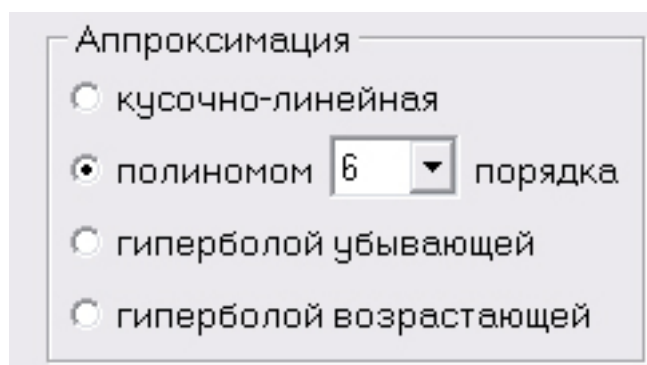 Аппроксимация
кусочно-линейная
полиномом 6 порядка
гиперболой убывающей
гиперболой возрастающей